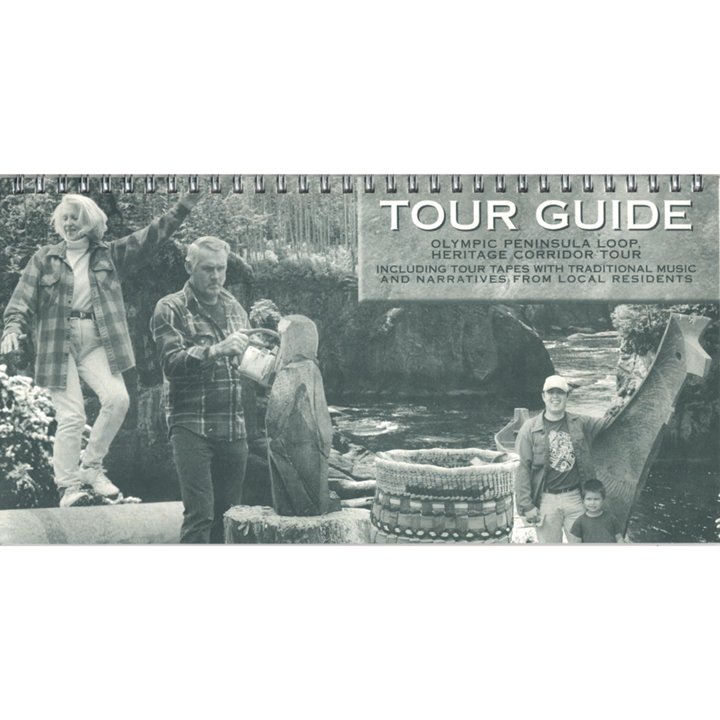 TOUR GUIDE
OLYMPIC PENINSULA LOOP,
HERITAGE CORRIDOR TOUR
INCLUDING TOUR TAPES WITH TRADITIONAL MUSIC
AND NARRATIVES FROM LOCAL RESIDENTS